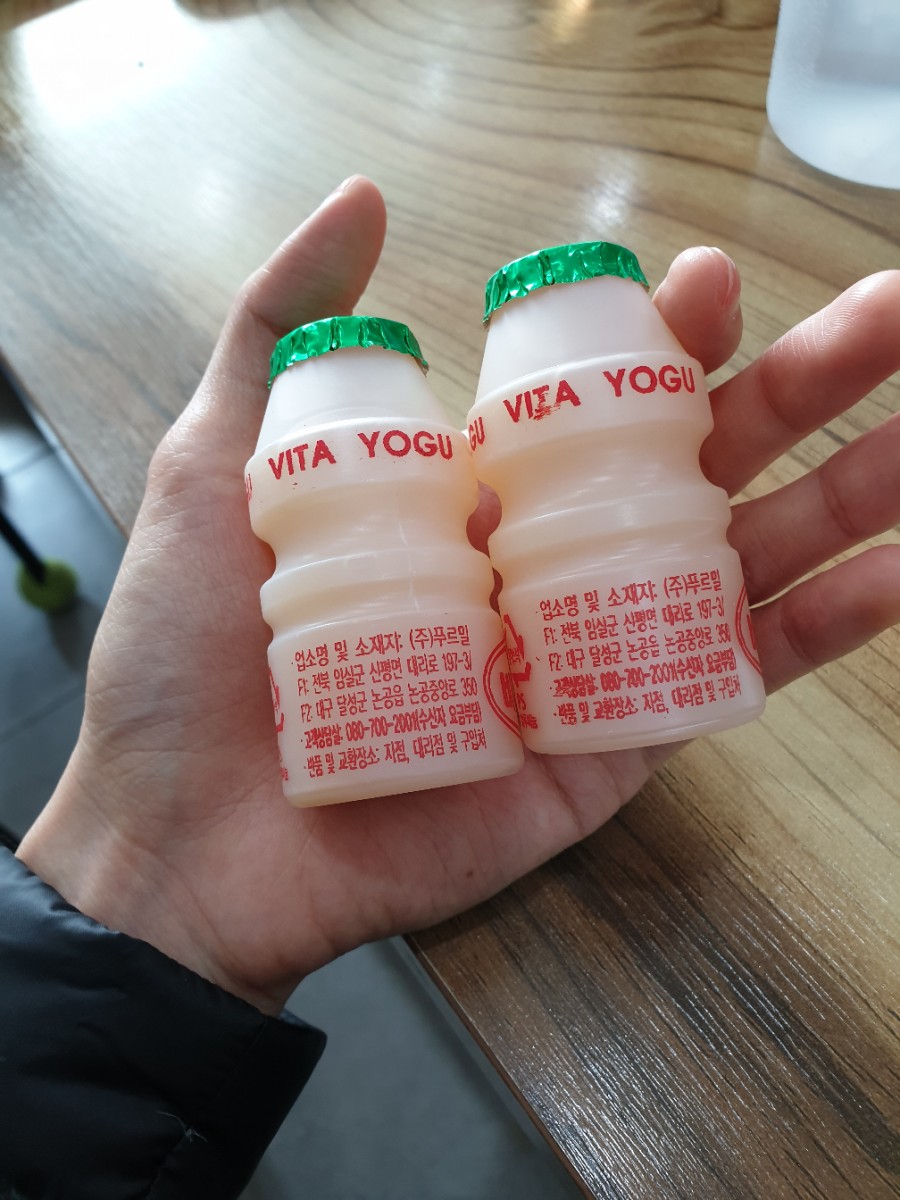 VITA YOGU
·업소명 및 소재지: (주)푸르밀
F1: 전북 임실군 신평면 대리로 197-3/
F2: 대구 달성군 논공읍 논공중앙로 350
·고객상담실: 080-700-2001(수신자 요금부담)
·반품 및 교환장소: 지점, 대리점 및 구입처
GU VITA YOGU
·업소명 및 소재지: (주)푸르밀
F1: 전북 임실군 신평면 대리로 197-3/
F2: 대구 달성군 논공읍 논공중앙로 350
·고객상담실: 080-700-2001(수신자 요금부담)
·반품 및 교환장소: 지점, 대리점 및 구입처